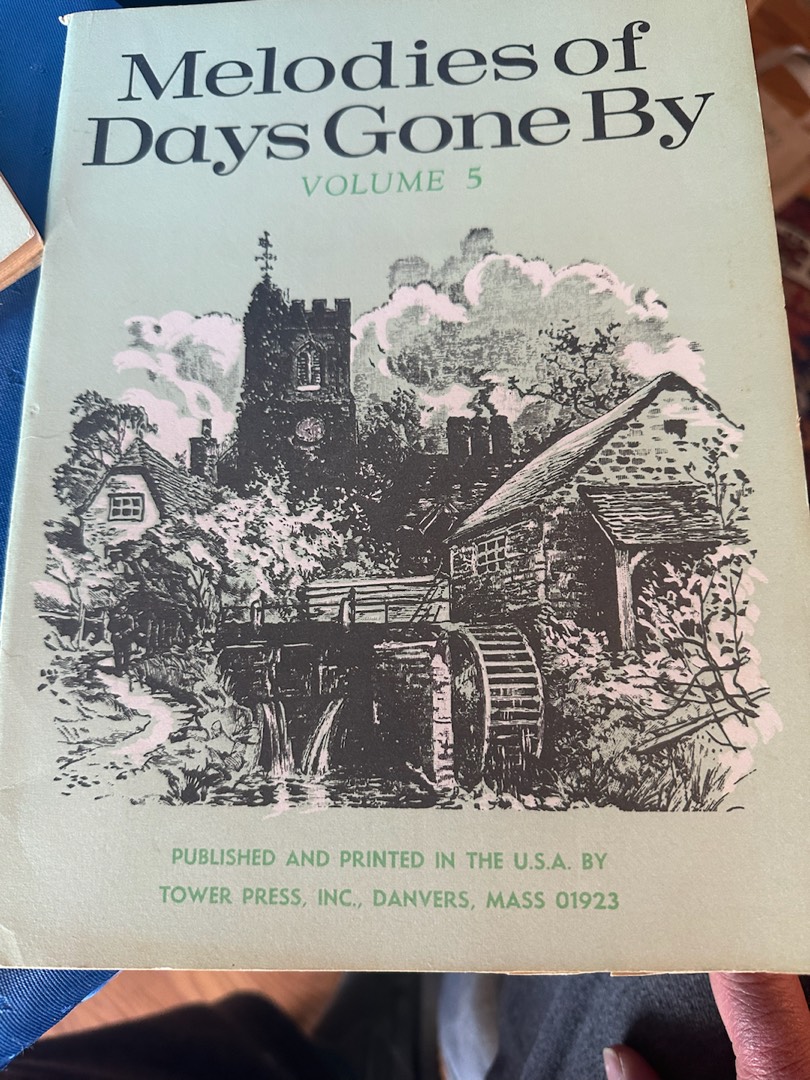 Melodies of
Days Gone By
VOLUME 5
PUBLISHED AND PRINTED IN THE U.S.A. BY
TOWER PRESS, INC., DANVERS, MASS 01923